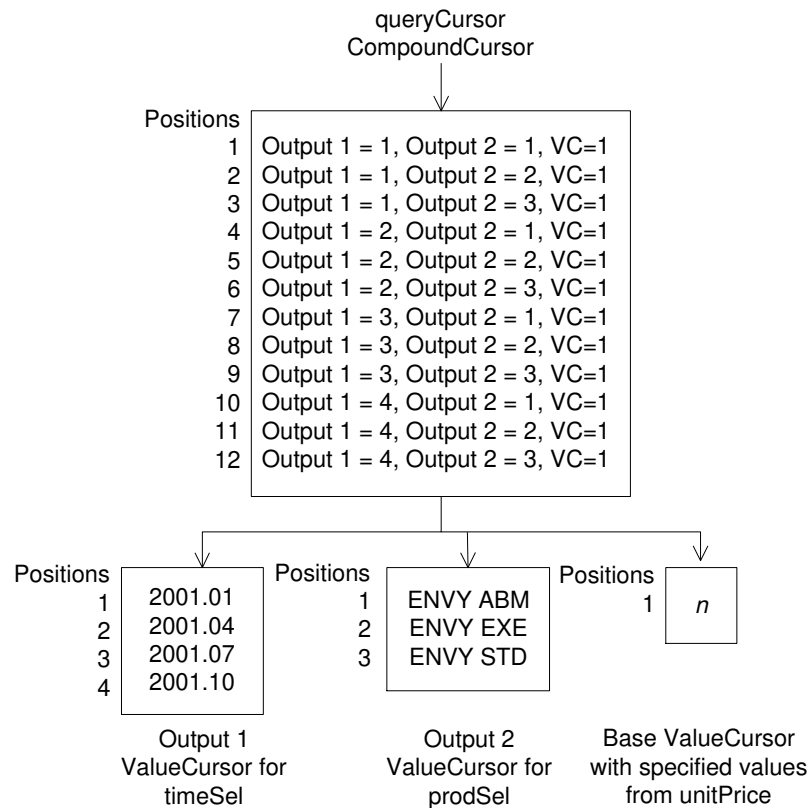 queryCursor
CompoundCursor
Positions
1 Output 1 = 1, Output 2 = 1, VC=1
2 Output 1 = 1, Output 2 = 2, VC=1
3 Output 1 = 1, Output 2 = 3, VC=1
4 Output 1 = 2, Output 2 = 1, VC=1
5 Output 1 = 2, Output 2 = 2, VC=1
6 Output 1 = 2, Output 2 = 3, VC=1
7 Output 1 = 3, Output 2 = 1, VC=1
8 Output 1 = 3, Output 2 = 2, VC=1
9 Output 1 = 3, Output 2 = 3, VC=1
10 Output 1 = 4, Output 2 = 1, VC=1
11 Output 1 = 4, Output 2 = 2, VC=1
12 Output 1 = 4, Output 2 = 3, VC=1
Positions
1 2001.01
2 2001.04
3 2001.07
4 2001.10
Output 1
ValueCursor for
timeSel
Positions
1 ENVY ABM
2 ENVY EXE
3 ENVY STD
Output 2
ValueCursor for
prodSel
Positions
1 n
Base ValueCursor
with specified values
from unitPrice